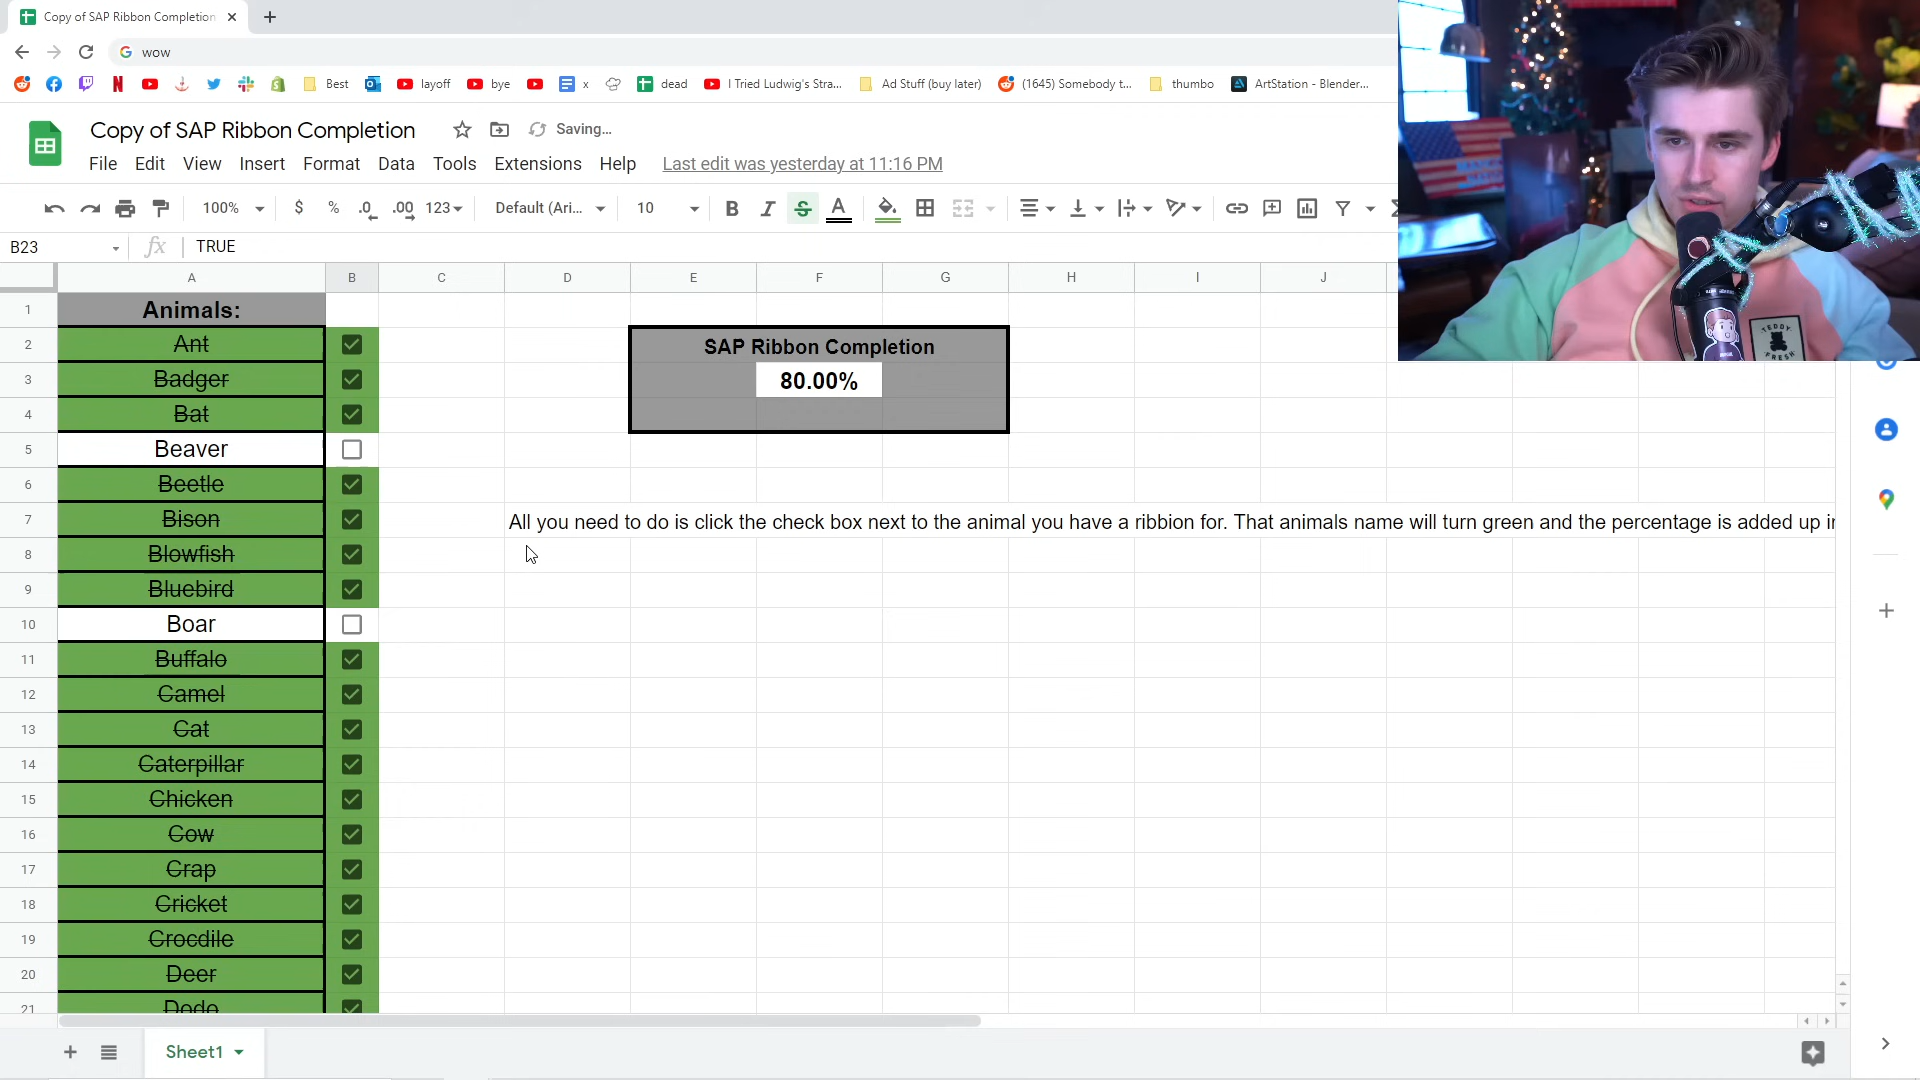 Copy of SAP Ribbon Completion
wow
Best
layoff
bye
x
dead
I Tried Ludwig's Stra...
Ad Stuff (buy later)
(1645) Somebody t...
thumbo
ArtStation - Blender...
Copy of SAP Ribbon Completion
Saving...
File Edit View Insert Format Data Tools Extensions Help Last edit was yesterday at 11:16 PM
100% $ % .0 .00 123 Default (Ari... 10 B I S A
B23 fx TRUE
A B C D E F G H I J
1 Animals:
2 Ant
SAP Ribbon Completion
3 Badger
80.00%
4 Bat
5 Beaver
6 Beetle
7 Bison
All you need to do is click the check box next to the animal you have a ribbion for. That animals name will turn green and the percentage is added up
8 Blowfish
9 Bluebird
10 Boar
11 Buffalo
12 Camel
13 Cat
14 Caterpillar
15 Chicken
16 Cow
17 Crap
18 Cricket
19 Crocdile
20 Deer
21 Dodo
Sheet1
TEDDY
FRESH